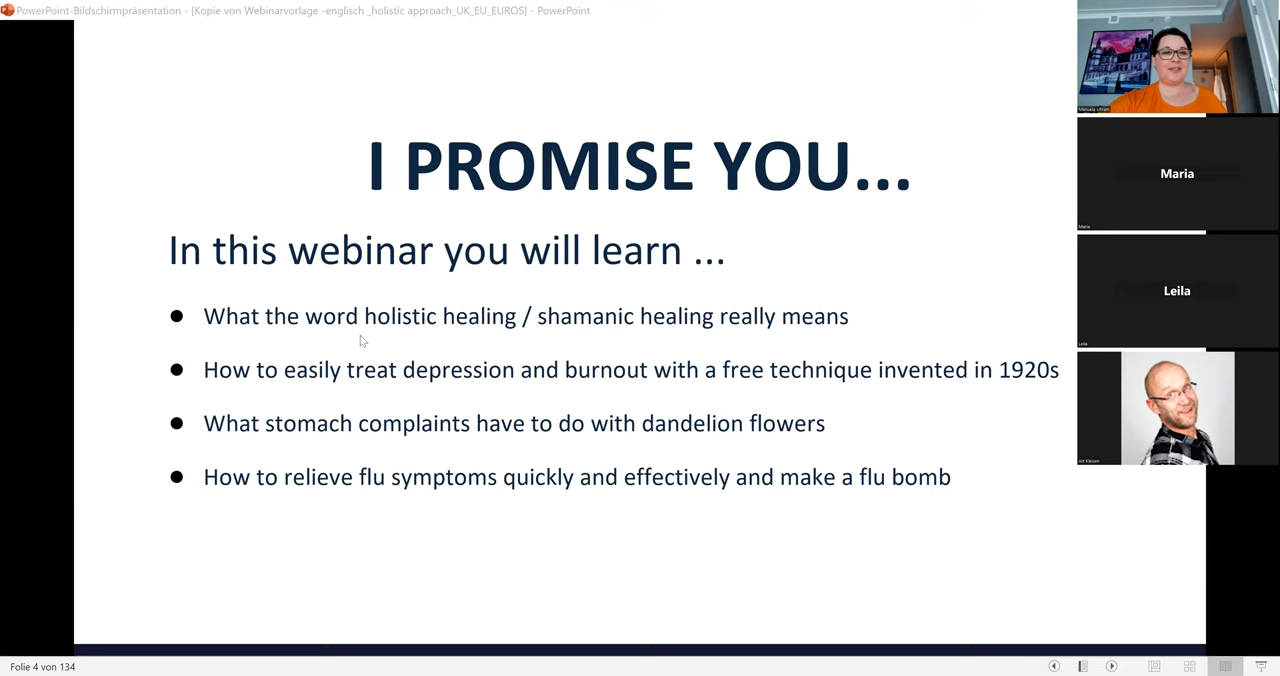 PowerPoint-Bildschirmpräsentation - [Kopie von Webinarvorlage -englisch _holistic approach_UK_EU_EUROS] - PowerPoint
I PROMISE YOU...
In this webinar you will learn ...
● What the word holistic healing / shamanic healing really means
● How to easily treat depression and burnout with a free technique invented in 1920s
● What stomach complaints have to do with dandelion flowers
● How to relieve flu symptoms quickly and effectively and make a flu bomb
Maria
Maria
Leila
Leila
Folie 4 von 134